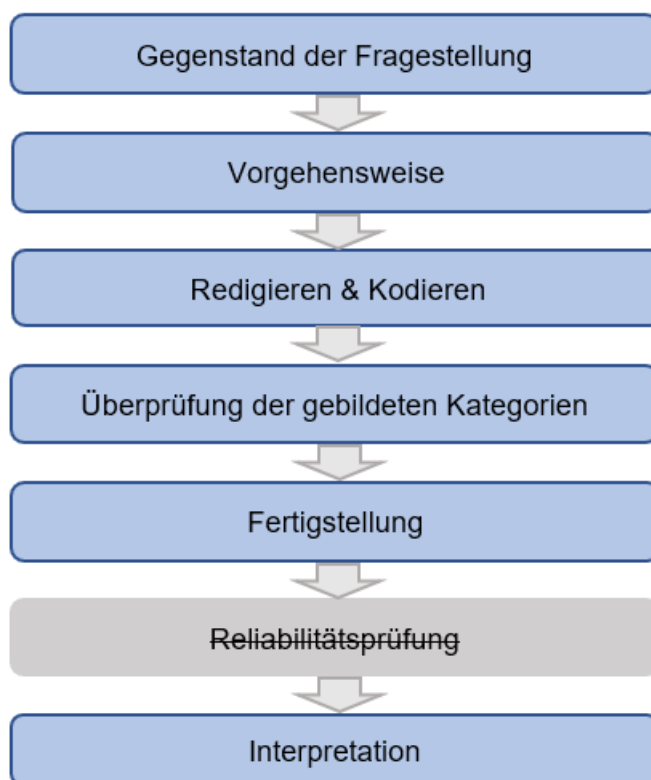 Gegenstand der Fragestellung
Vorgehensweise
Redigieren & Kodieren
Überprüfung der gebildeten Kategorien
Fertigstellung
Reliabilitätsprüfung
Interpretation